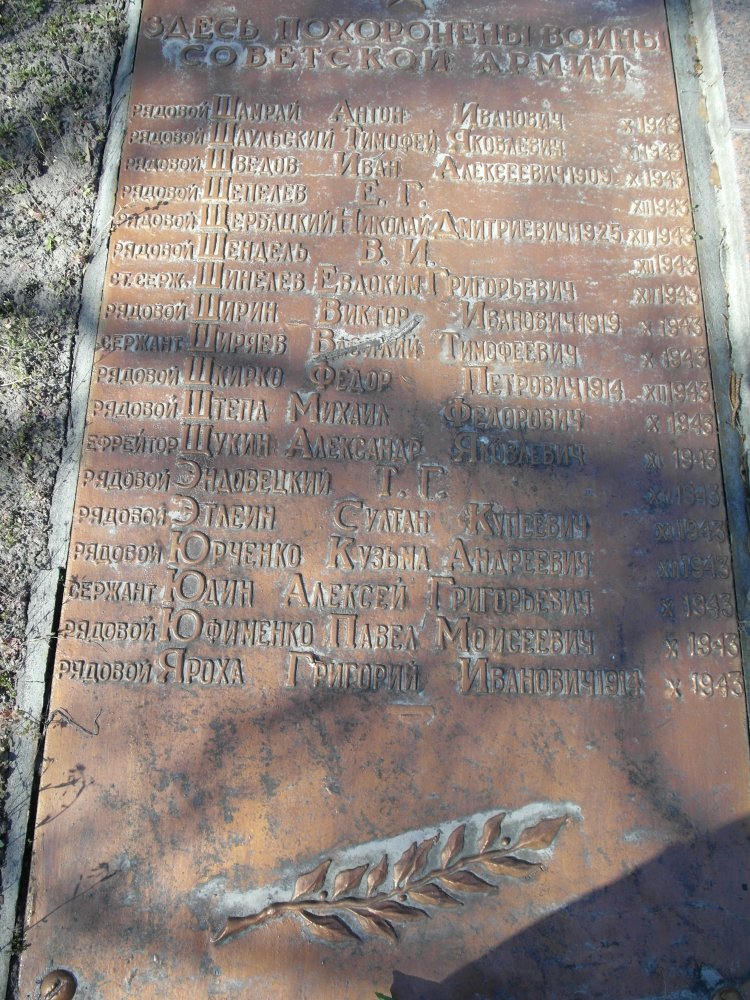 ЗДЕСЬ ПОХОРОНЕНЫ ВОИНЫ
СОВЕТСКОЙ АРМИИ
РЯДОВОЙ ШАМРАЙ АНТОН ИВАНОВИЧ X 1943
РЯДОВОЙ ШАУЛЬСКИЙ ТИМОФЕЙ ЯКОВЛЕВИЧ 1943
РЯДОВОЙ ШВЕДОВ ИВАН АЛЕКСЕЕВИЧ 1909 X 1943
РЯДОВОЙ ШЕПЕЛЕВ Е. Г. XII 1943
РЯДОВОЙ ЩЕРБАЦКИЙ НИКОЛАЙ ДМИТРИЕВИЧ 1925 XII 1943
РЯДОВОЙ ШЕНДЕЛЬ В. И. XII 1943
СТ. СЕРЖ. ШИНЕЛЕВ ЕВДОКИМ ГРИГОРЬЕВИЧ XII 1943
РЯДОВОЙ ШИРИН ВИКТОР ИВАНОВИЧ 1919 X 1943
СЕРЖАНТ ШИРЯЕВ ВАСИЛИЙ ТИМОФЕЕВИЧ X 1943
РЯДОВОЙ ШКИРКО ФЕДОР ПЕТРОВИЧ 1914 XII 1943
РЯДОВОЙ ШТЕПА МИХАИЛ ФЕДОРОВИЧ X 1943
ЕФРЕЙТОР ЩУКИН АЛЕКСАНДР ЯКОВЛЕВИЧ XI 1943
РЯДОВОЙ ЭНДОВЕЦКИЙ Т. Г. XI 1943
РЯДОВОЙ ЭТЛЕИН СУЛТАН КУПЕЕВИЧ XII 1943
РЯДОВОЙ ЮРЧЕНКО КУЗЬМА АНДРЕЕВИЧ XII 1943
СЕРЖАНТ ЮДИН АЛЕКСЕЙ ГРИГОРЬЕВИЧ X 1943
РЯДОВОЙ ЮФИМЕНКО ПАВЕЛ МОИСЕЕВИЧ X 1943
РЯДОВОЙ ЯРОХА ГРИГОРИЙ ИВАНОВИЧ 1914 X 1943